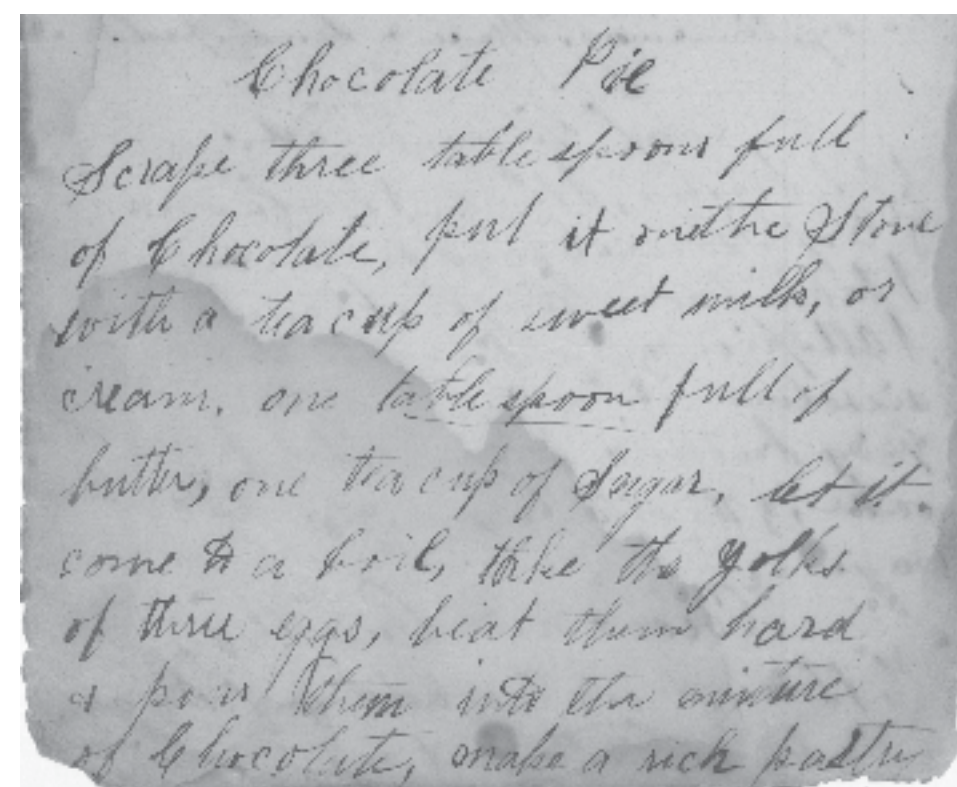 Chocolate Pie
Scrape three table spoons full
of Chocolate, put it on the Stove
with a tea cup of sweet milk, or
cream, one table spoon full of
butter, one tea cup of Sugar, let it
come to a boil, take the yolks
of three eggs, beat them hard
& pour them into the mixture
of Chocolate, make a rich pastry